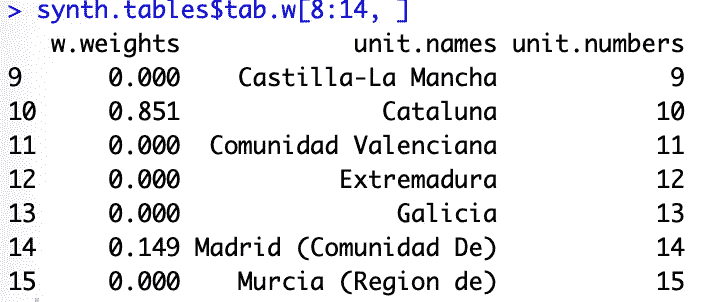 > synth.tables$tab.w[8:14, ]
w.weights unit.names unit.numbers
9 0.000 Castilla-La Mancha 9
10 0.851 Cataluna 10
11 0.000 Comunidad Valenciana 11
12 0.000 Extremadura 12
13 0.000 Galicia 13
14 0.149 Madrid (Comunidad De) 14
15 0.000 Murcia (Region de) 15